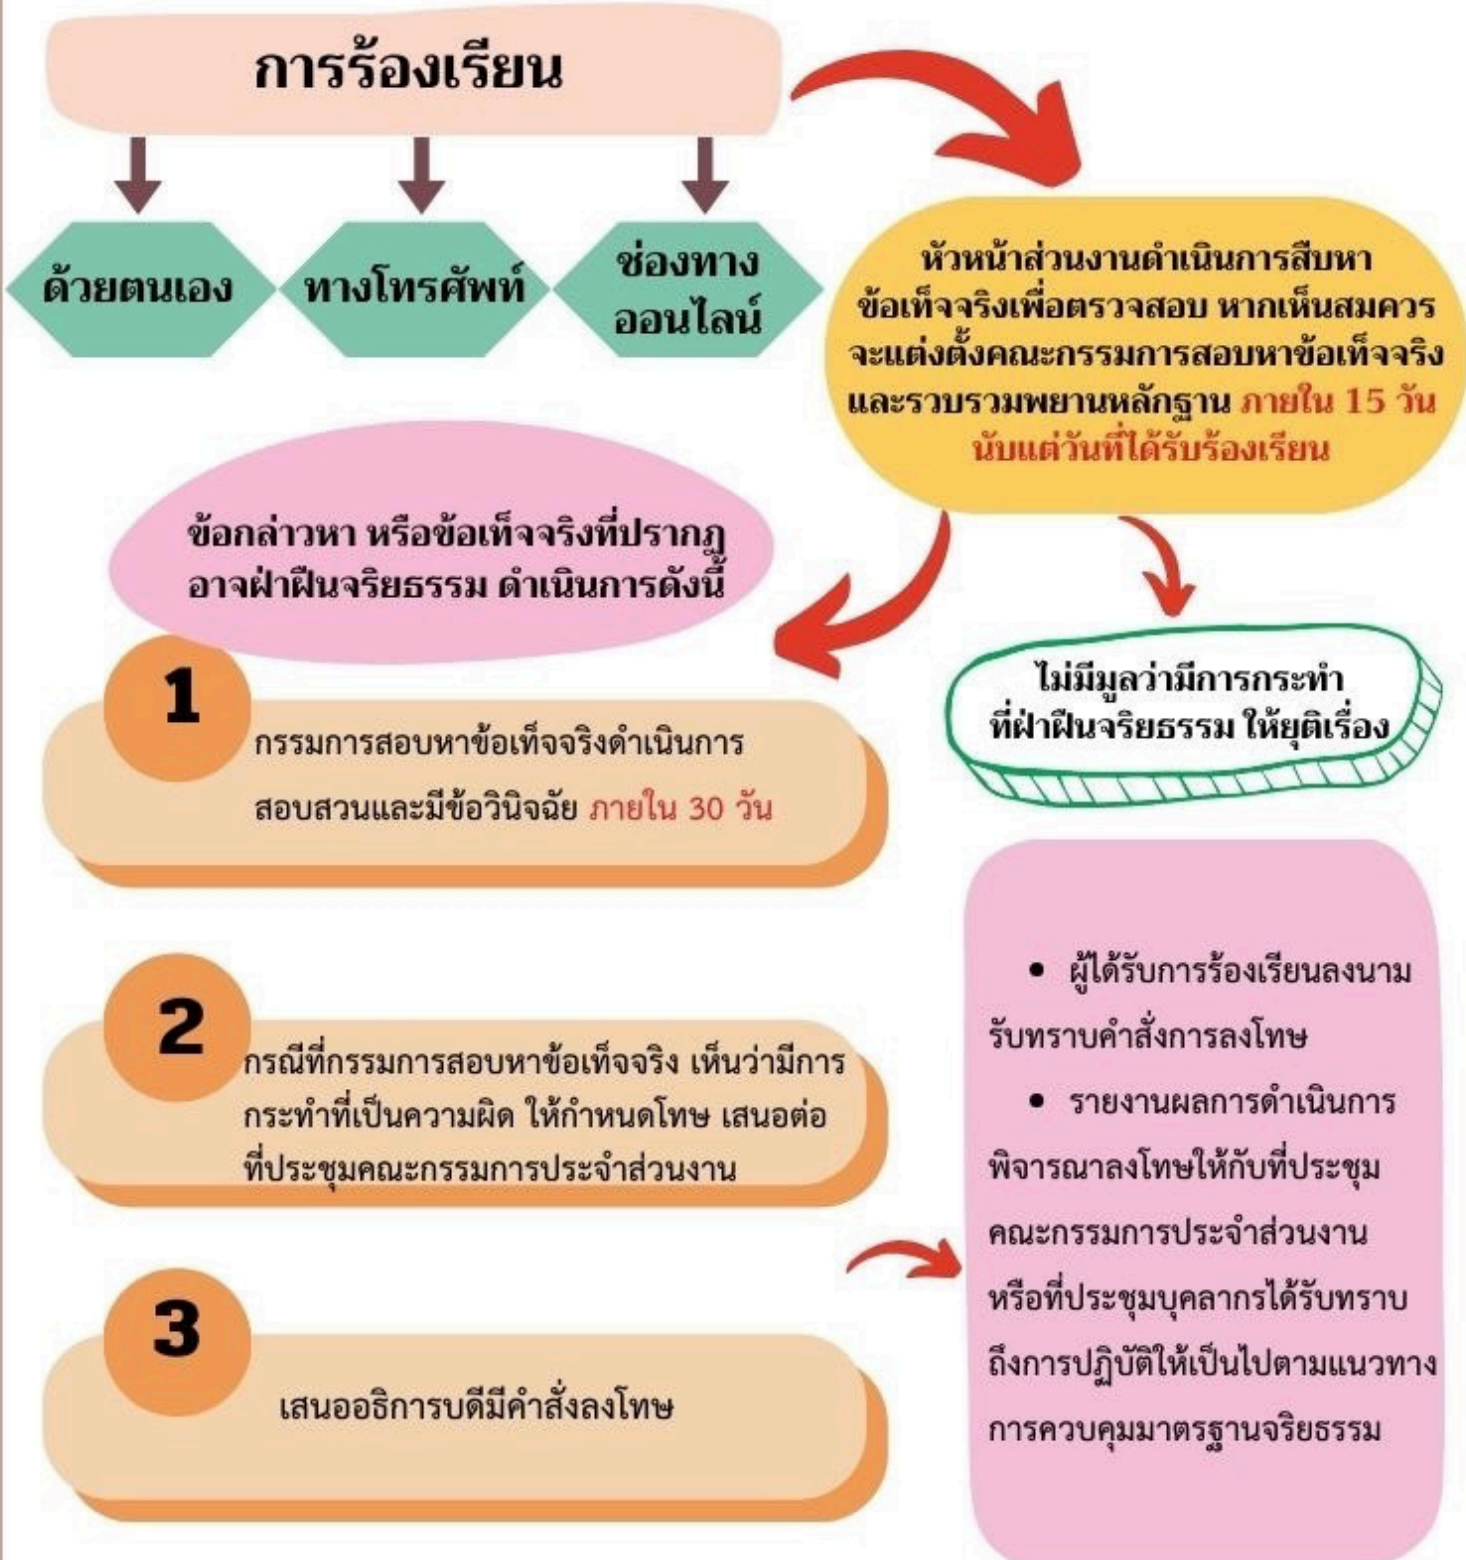 การร้องเรียน
ด้วยตนเอง
ทางโทรศัพท์
ช่องทาง
ออนไลน์
หัวหน้าส่วนงานดำเนินการสืบหา
ข้อเท็จจริงเพื่อตรวจสอบ หากเห็นสมควร
จะแต่งตั้งคณะกรรมการสอบหาข้อเท็จจริง
และรวบรวมพยานหลักฐาน ภายใน 15 วัน
นับแต่วันที่ได้รับร้องเรียน
ข้อกล่าวหา หรือข้อเท็จจริงที่ปรากฏ
อาจฝ่าฝืนจริยธรรม ดำเนินการดังนี้
ไม่มีมูลว่ามีการกระทำ
ที่ฝ่าฝืนจริยธรรม ให้ยุติเรื่อง
1
กรรมการสอบหาข้อเท็จจริงดำเนินการ
สอบสวนและมีข้อวินิจฉัย ภายใน 30 วัน
2
กรณีที่กรรมการสอบหาข้อเท็จจริง เห็นว่ามีการ
กระทำที่เป็นความผิด ให้กำหนดโทษ เสนอต่อ
ที่ประชุมคณะกรรมการประจำส่วนงาน
3
เสนออธิการบดีมีคำสั่งลงโทษ
• ผู้ได้รับการร้องเรียนลงนาม
รับทราบคำสั่งการลงโทษ
• รายงานผลการดำเนินการ
พิจารณาลงโทษให้กับที่ประชุม
คณะกรรมการประจำส่วนงาน
หรือที่ประชุมบุคลากรได้รับทราบ
ถึงการปฏิบัติให้เป็นไปตามแนวทาง
การควบคุมมาตรฐานจริยธรรม